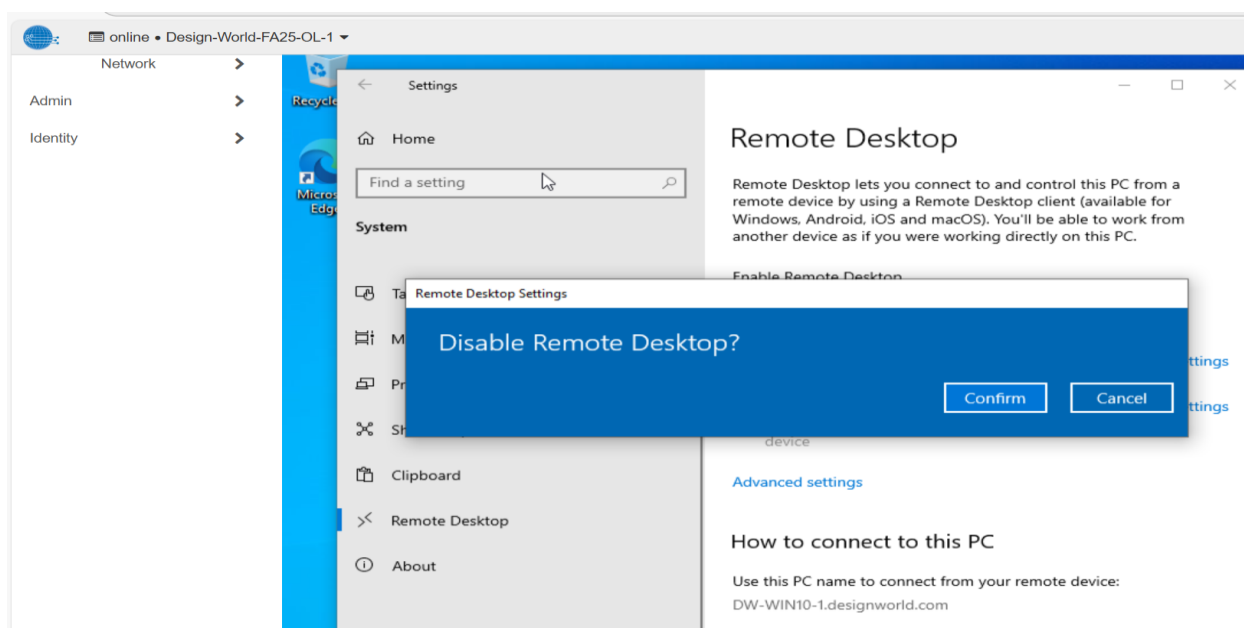 online • Design-World-FA25-OL-1
Network
Admin
Identity
Recycle
Micros
Edge
Settings
Home
Find a setting
System
Ta
M
Pr
Sh
Clipboard
Remote Desktop
About
Remote Desktop
Remote Desktop lets you connect to and control this PC from a
remote device by using a Remote Desktop client (available for
Windows, Android, iOS and macOS). You'll be able to work from
another device as if you were working directly on this PC.
Enable Remote Desktop
Remote Desktop Settings
Disable Remote Desktop?
Confirm
Cancel
ttings
ttings
device
Advanced settings
How to connect to this PC
Use this PC name to connect from your remote device:
DW-WIN10-1.designworld.com